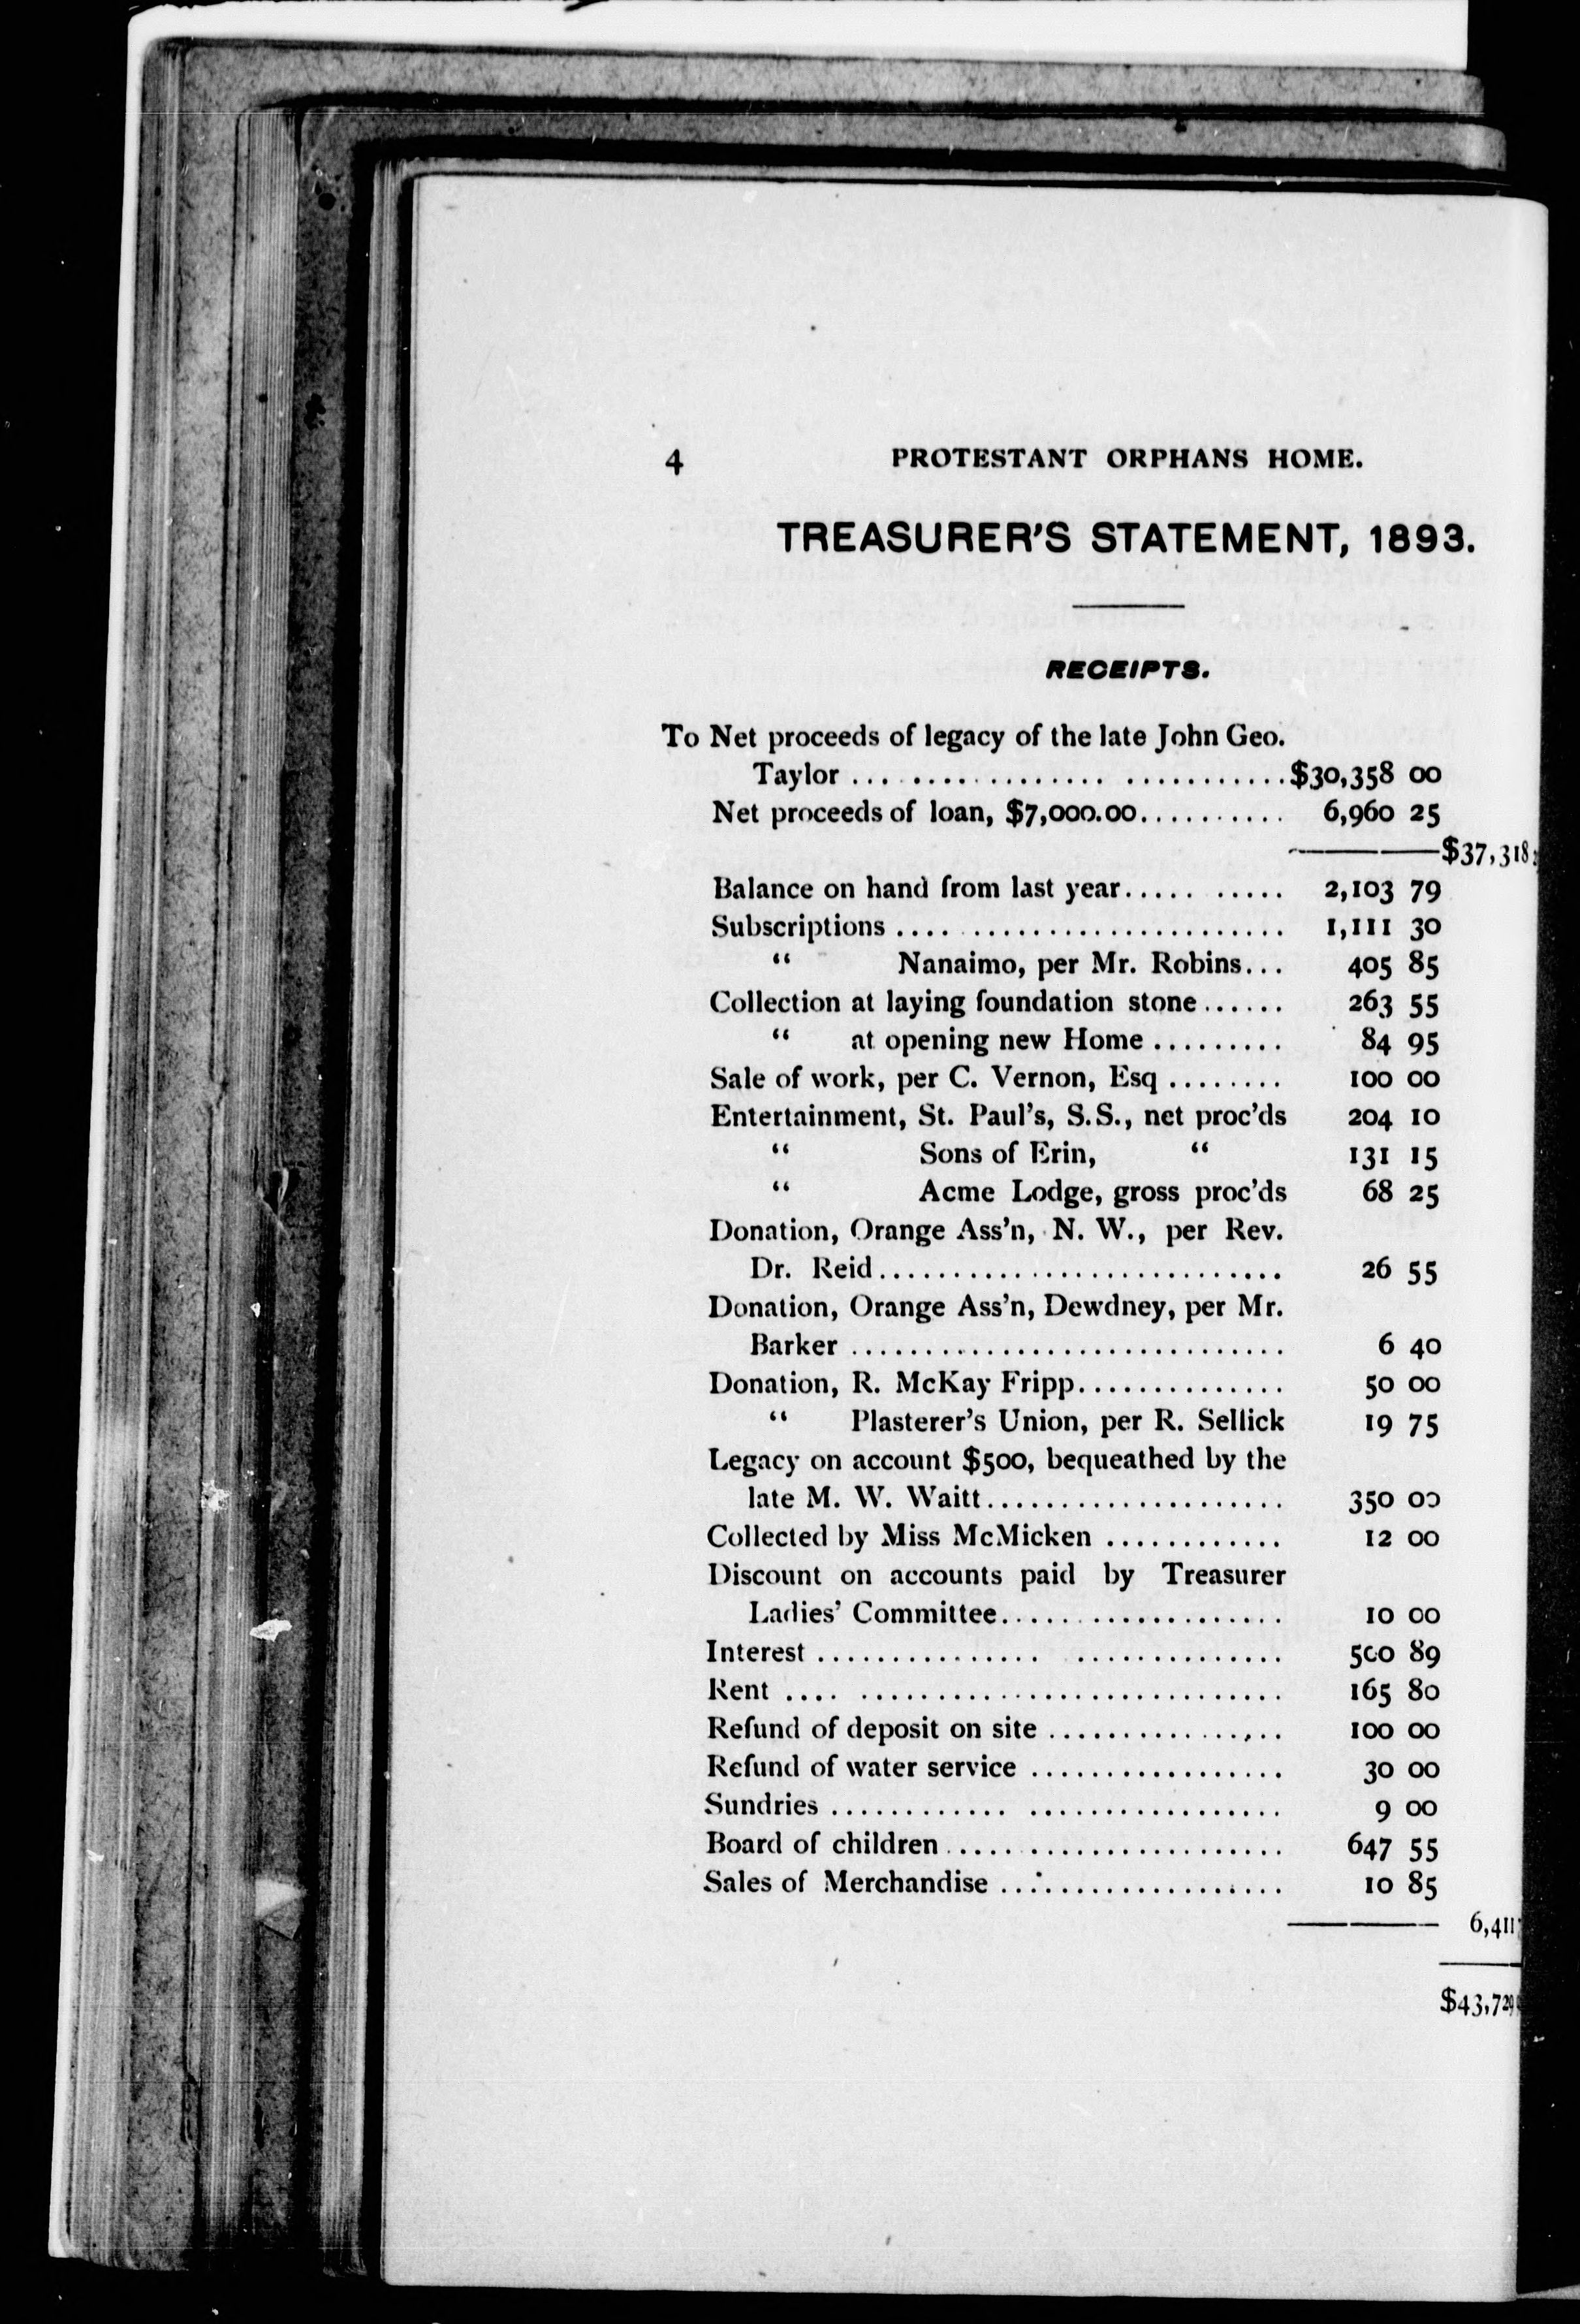 4 PROTESTANT ORPHANS HOME.
TREASURER'S STATEMENT, 1893.
RECEIPTS.
To Net proceeds of legacy of the late John Geo.
Taylor ........................... $30,358 00
Net proceeds of loan, $7,000.00.......... 6,960 25
$37,318
Balance on hand from last year.......... 2,103 79
Subscriptions ........................... 1,111 30
“ Nanaimo, per Mr. Robins... 405 85
Collection at laying foundation stone...... 263 55
“ at opening new Home ......... 84 95
Sale of work, per C. Vernon, Esq ........ 100 00
Entertainment, St. Paul's, S.S., net proc'ds 204 10
“ Sons of Erin, “ 131 15
“ Acme Lodge, gross proc'ds 68 25
Donation, Orange Ass'n, N. W., per Rev.
Dr. Reid............................ 26 55
Donation, Orange Ass'n, Dewdney, per Mr.
Barker .............................. 6 40
Donation, R. McKay Fripp.............. 50 00
“ Plasterer's Union, per R. Sellick 19 75
Legacy on account $500, bequeathed by the
late M. W. Waitt..................... 350 00
Collected by Miss McMicken ............ 12 00
Discount on accounts paid by Treasurer
Ladies' Committee.................... 10 00
Interest ............................. 500 89
Rent ................................. 165 80
Refund of deposit on site ................ 100 00
Refund of water service ................. 30 00
Sundries ............................. 9 00
Board of children ....................... 647 55
Sales of Merchandise .................... 10 85
6,411
$43,729